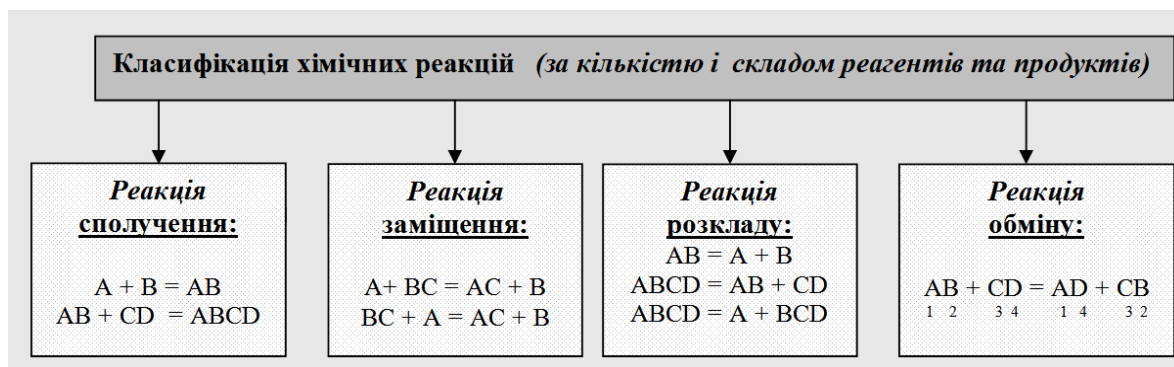 Класифікація хімічних реакцій (за кількістю і складом реагентів та продуктів)
Реакція
сполучення:
A + B = AB
AB + CD = ABCD
Реакція
заміщення:
A+ BC = AC + B
BC + A = AC + B
Реакція
розкладу:
AB = A + B
ABCD = AB + CD
ABCD = A + BCD
Реакція
обміну:
AB + CD = AD + CB
1 2 3 4 1 4 3 2